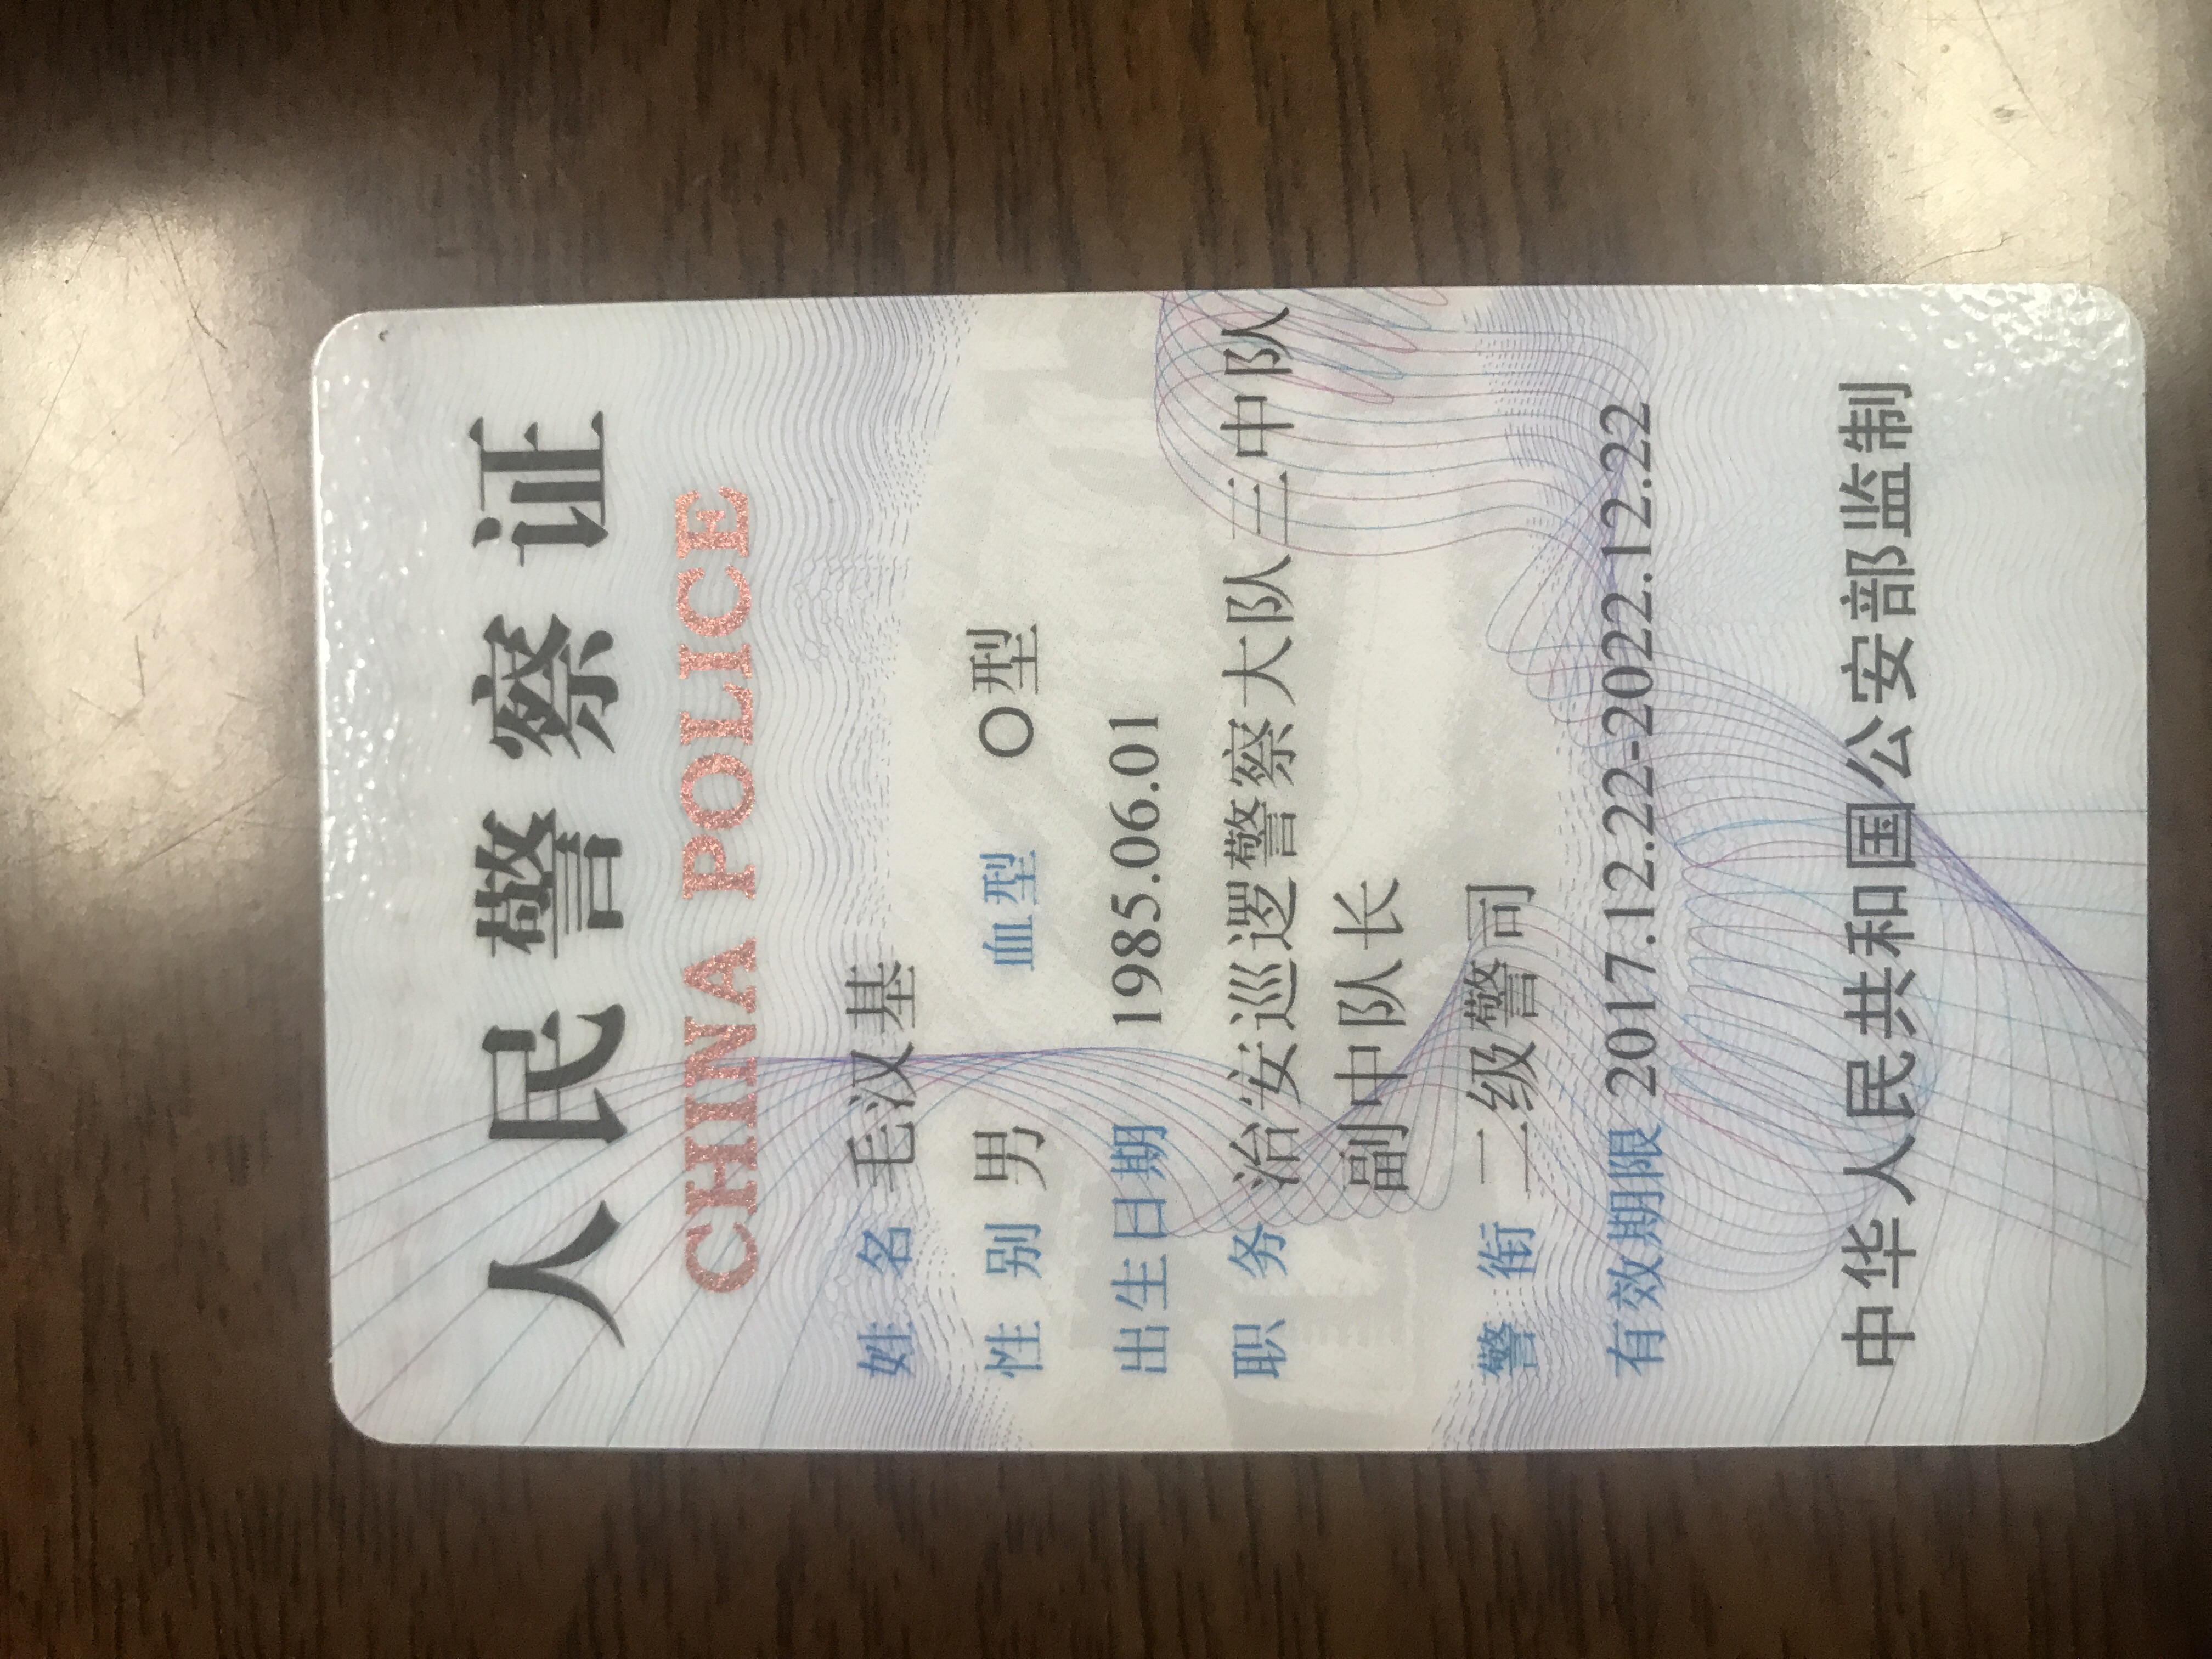 人民警察证
CHINA POLICE
姓 名 毛汉基
性 别 男 血型 O型
出生日期 1985.06.01
职 务 治安巡逻警察大队三中队
副中队长
警 衔 二级警司
有效期限 2017.12.22-2022.12.22
中华人民共和国公安部监制